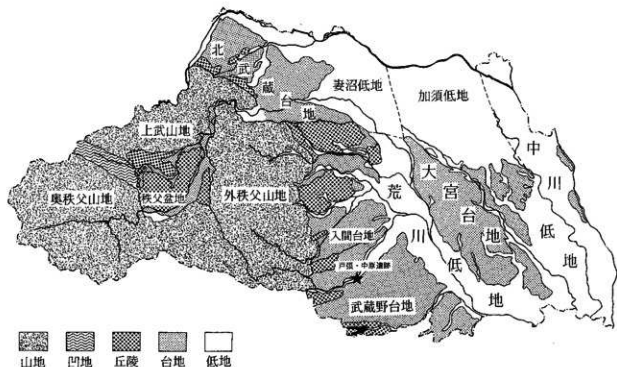 北武蔵台地
妻沼低地
加須低地
中川低地
上武山地
奥秩父山地
秩父盆地
外秩父山地
荒川低地
大宮台地
入間台地
戸宿・中原遺跡
武蔵野台地
山地
凹地
丘陵
台地
低地